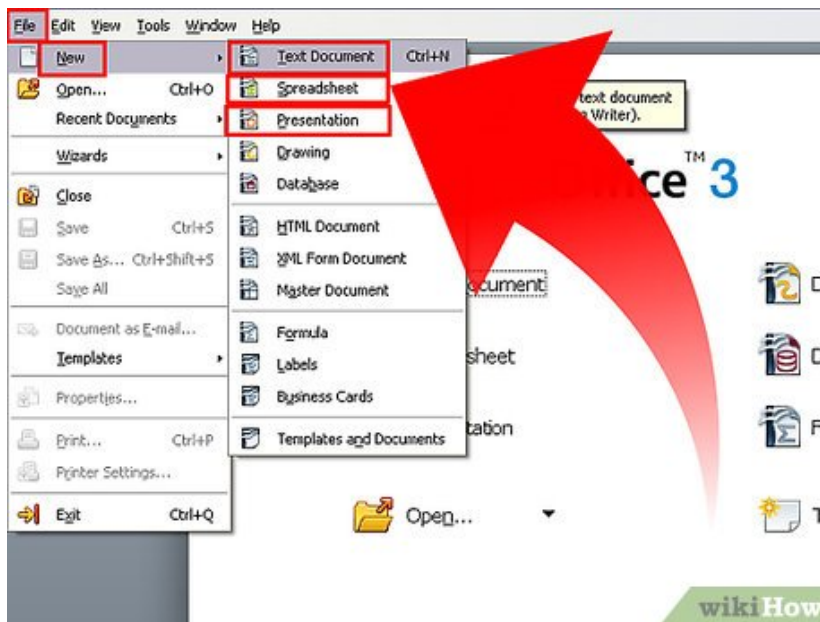 File Edit View Tools Window Help
New
Open... Ctrl+O
Recent Documents
Wizards
Close
Save Ctrl+S
Save As... Ctrl+Shift+S
Save All
Document as E-mail...
Templates
Properties...
Print... Ctrl+P
Printer Settings...
Exit Ctrl+Q
Text Document Ctrl+N
Spreadsheet
Presentation
Drawing
Database
HTML Document
XML Form Document
Master Document
Formula
Labels
Business Cards
Templates and Documents
text document
Writer).
ce™ 3
ocument
sheet
tation
Open...
wikiHow